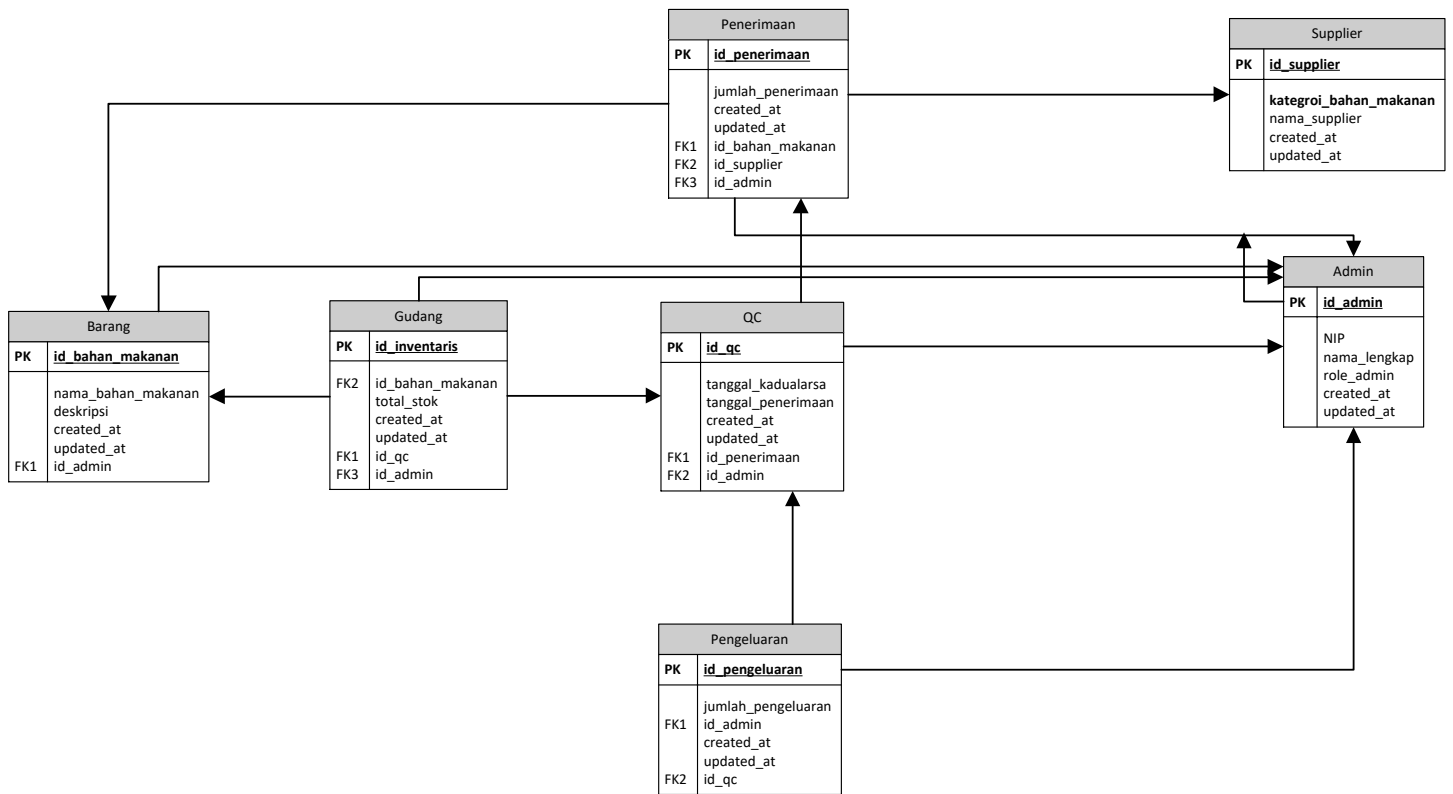 Penerimaan
PK id_penerimaan
jumlah_penerimaan
created_at
updated_at
FK1 id_bahan_makanan
FK2 id_supplier
FK3 id_admin
Supplier
PK id_supplier
kategroi_bahan_makanan
nama_supplier
created_at
updated_at
Barang
PK id_bahan_makanan
nama_bahan_makanan
deskripsi
created_at
updated_at
FK1 id_admin
Gudang
PK id_inventaris
FK2 id_bahan_makanan
total_stok
created_at
updated_at
FK1 id_qc
FK3 id_admin
QC
PK id_qc
tanggal_kadualarsa
tanggal_penerimaan
created_at
updated_at
FK1 id_penerimaan
FK2 id_admin
Admin
PK id_admin
NIP
nama_lengkap
role_admin
created_at
updated_at
Pengeluaran
PK id_pengeluaran
jumlah_pengeluaran
FK1 id_admin
created_at
updated_at
FK2 id_qc